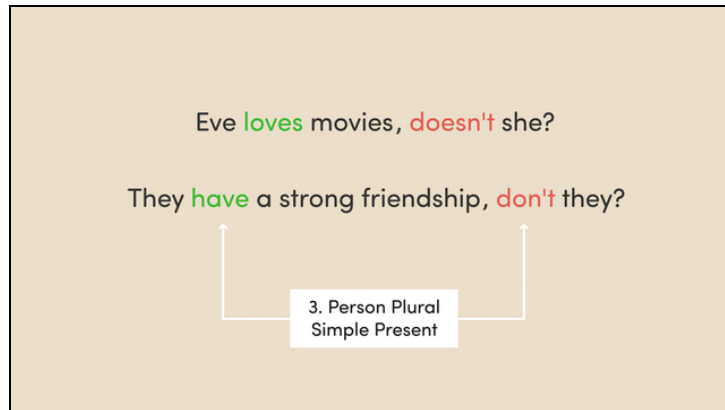 Eve loves movies, doesn't she?
They have a strong friendship, don't they?
3. Person Plural
Simple Present